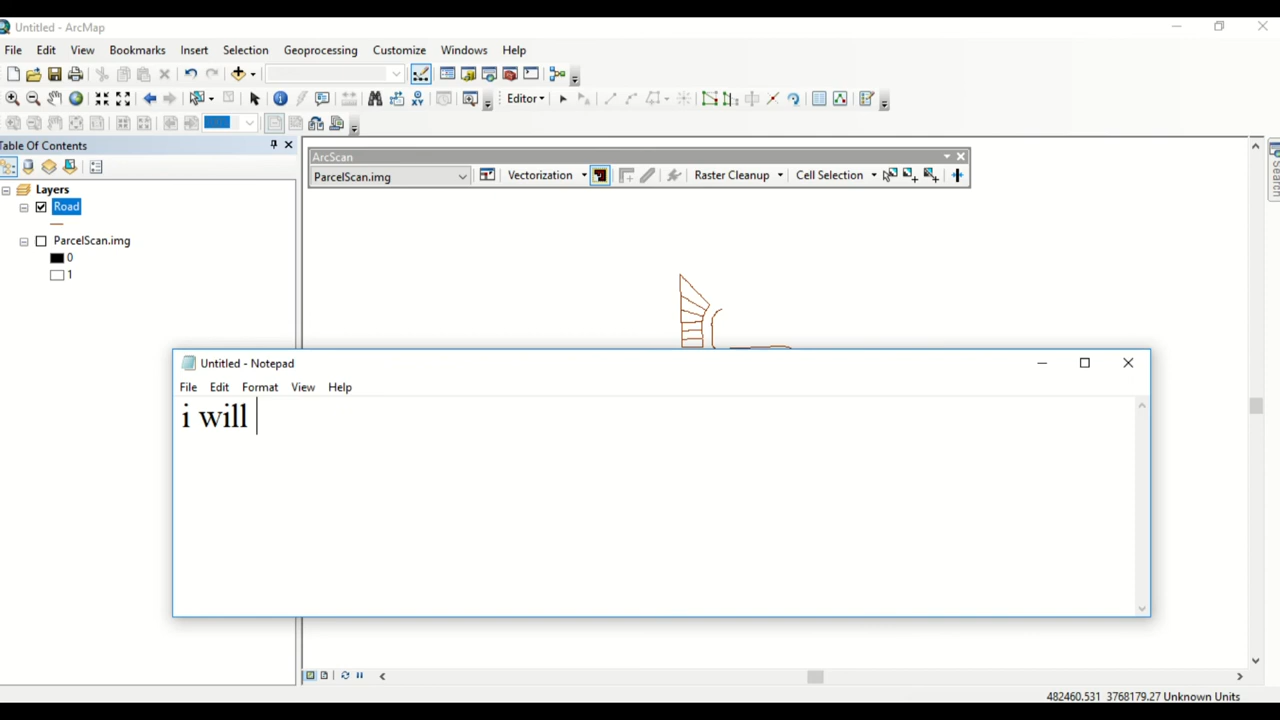 Untitled - ArcMap
File Edit View Bookmarks Insert Selection Geoprocessing Customize Windows Help
Editor
Table Of Contents
ArcScan
ParcelScan.img Vectorization Raster Cleanup Cell Selection
Search
Layers
Road
ParcelScan.img
0
1
Untitled - Notepad
File Edit Format View Help
i will
482460.531 3768179.27 Unknown Units